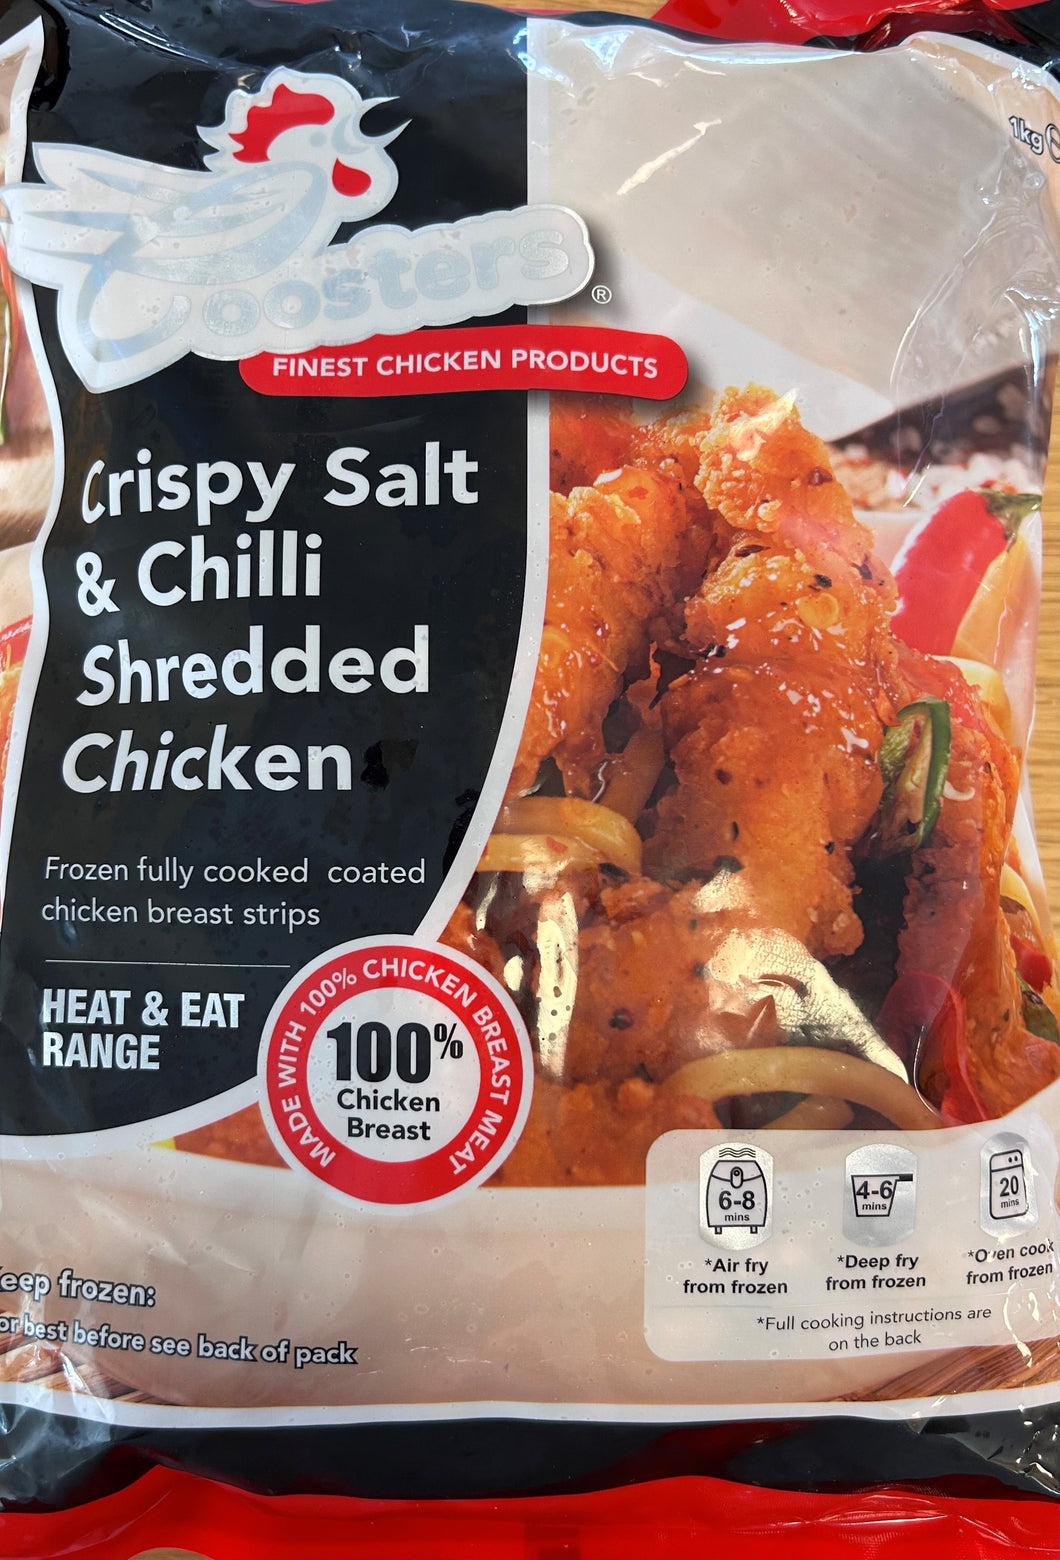 1kg
Roosters
®
FINEST CHICKEN PRODUCTS
Crispy Salt
& Chilli
Shredded
Chicken
Frozen fully cooked coated
chicken breast strips
HEAT & EAT
RANGE
MADE WITH 100% CHICKEN BREAST MEAT
100%
Chicken
Breast
6-8
mins
*Air fry
from frozen
4-6
mins
*Deep fry
from frozen
20
mins
*Oven cook
from frozen
*Full cooking instructions are
on the back
eep frozen:
or best before see back of pack